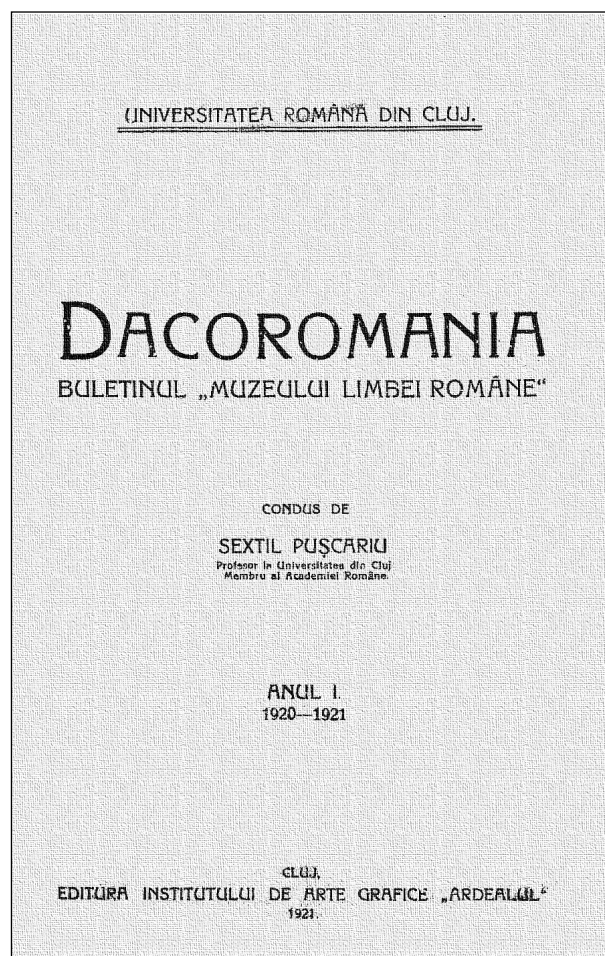 UNIVERSITATEA ROMÂNĂ DIN CLUJ.
DACOROMANIA
BULETINUL „MUZEULUI LIMBEI ROMÂNE“
CONDUS DE
SEXTIL PUȘCARIU
Profesor la Universitatea din Cluj
Membru al Academiei Române.
ANUL I.
1920—1921
CLUJ,
EDITURA INSTITUTULUI DE ARTE GRAFICE „ARDEALUL“
1921.